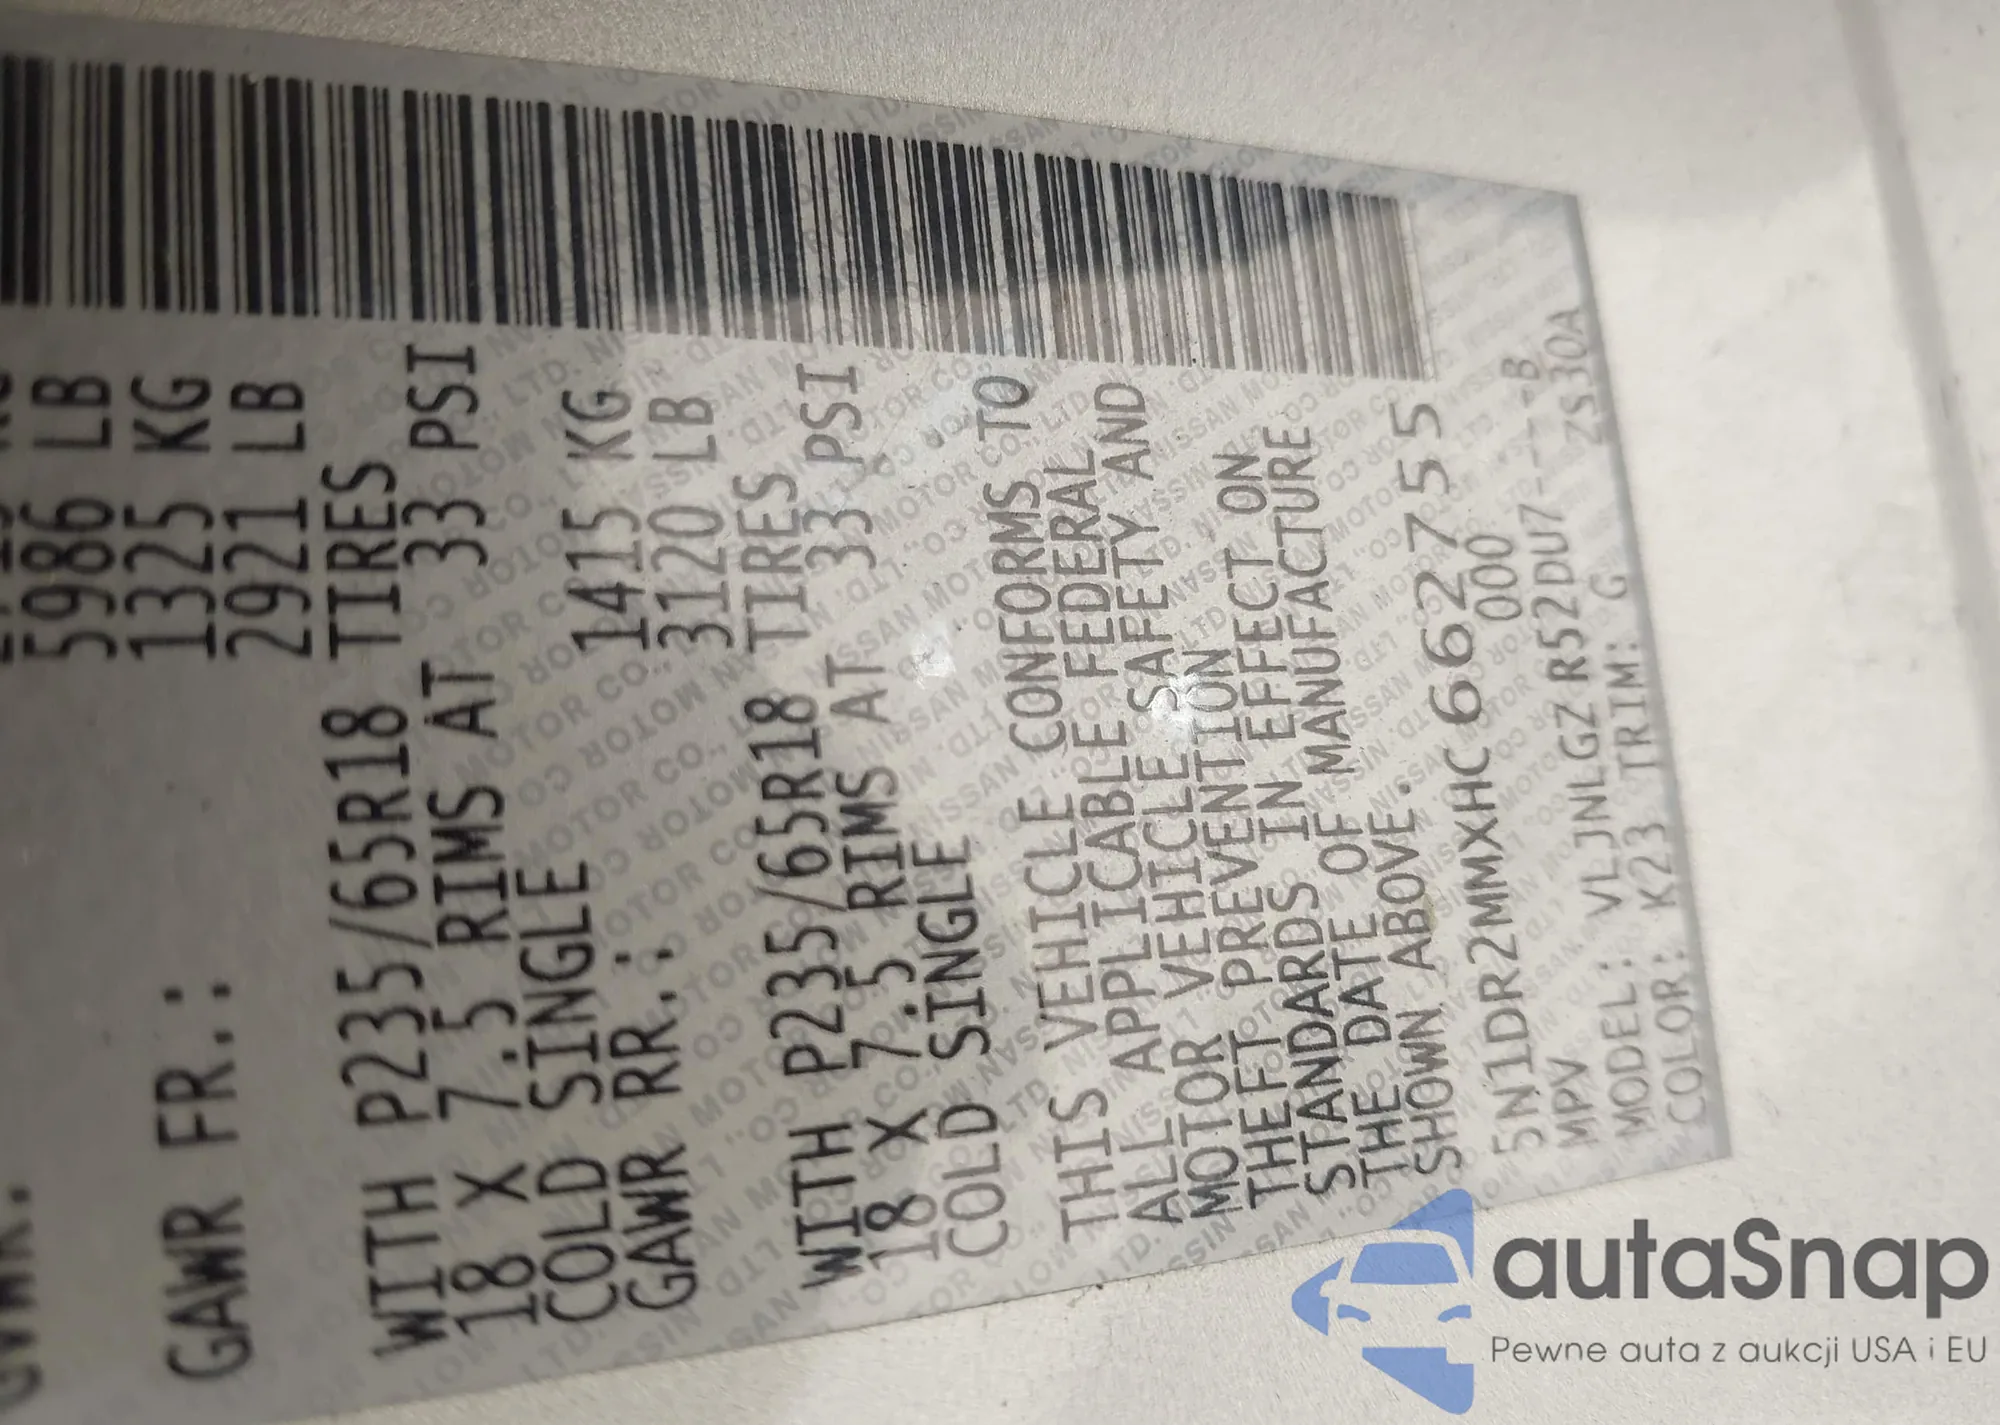 5986 LB
GAWR FR.: 1325 KG
2921 LB
WITH P235/65R18 TIRES
18 X 7.5 RIMS AT 33 PSI
COLD SINGLE
GAWR RR.: 1415 KG
3120 LB
WITH P235/65R18 TIRES
18 X 7.5 RIMS AT 33 PSI
COLD SINGLE
THIS VEHICLE CONFORMS TO
ALL APPLICABLE FEDERAL
MOTOR VEHICLE SAFETY AND
THEFT PREVENTION
STANDARDS IN EFFECT ON
THE DATE OF MANUFACTURE
SHOWN ABOVE.
5N1DR2MMXHC662755
MPV 000
MODEL: VLJNLGZ R52DU7----B
COLOR: K23 TRIM: G ZS30A
autaSnap
Pewne auta z aukcji USA i EU